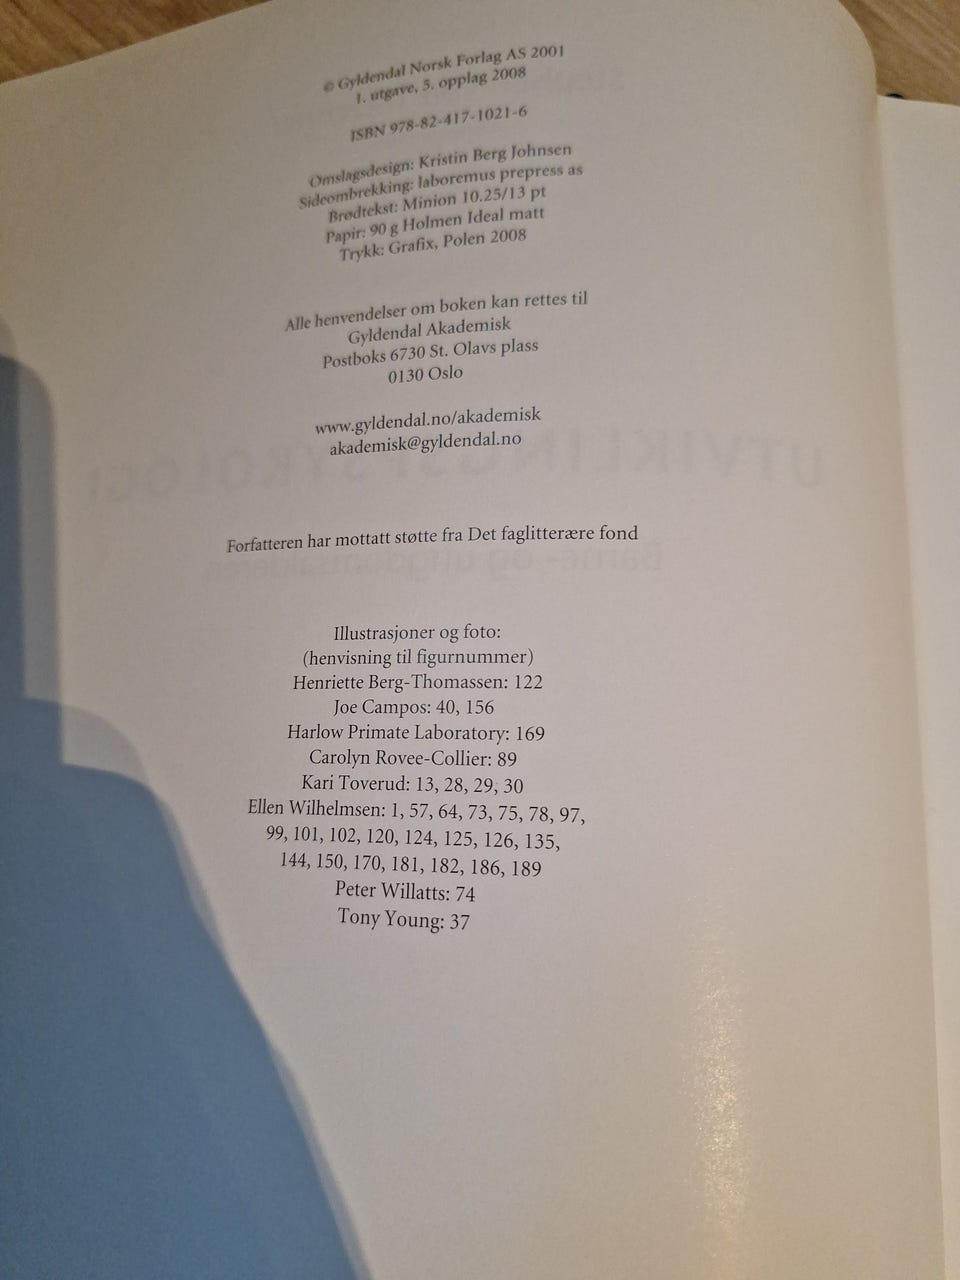 © Gyldendal Norsk Forlag AS 2001
1. utgave, 5. opplag 2008
ISBN 978-82-417-1021-6
Omslagsdesign: Kristin Berg Johnsen
Sideombrekking: laboremus prepress as
Brødtekst: Minion 10.25/13 pt
Papir: 90 g Holmen Ideal matt
Trykk: Grafix, Polen 2008
Alle henvendelser om boken kan rettes til
Gyldendal Akademisk
Postboks 6730 St. Olavs plass
0130 Oslo
www.gyldendal.no/akademisk
akademisk@gyldendal.no
UTVIKLINGSPSYKOLOGI
Forfatteren har mottatt støtte fra Det faglitterære fond
Barne- og ungdomsalderen
Illustrasjoner og foto:
(henvisning til figurnummer)
Henriette Berg-Thomassen: 122
Joe Campos: 40, 156
Harlow Primate Laboratory: 169
Carolyn Rovee-Collier: 89
Kari Toverud: 13, 28, 29, 30
Ellen Wilhelmsen: 1, 57, 64, 73, 75, 78, 97,
99, 101, 102, 120, 124, 125, 126, 135,
144, 150, 170, 181, 182, 186, 189
Peter Willatts: 74
Tony Young: 37